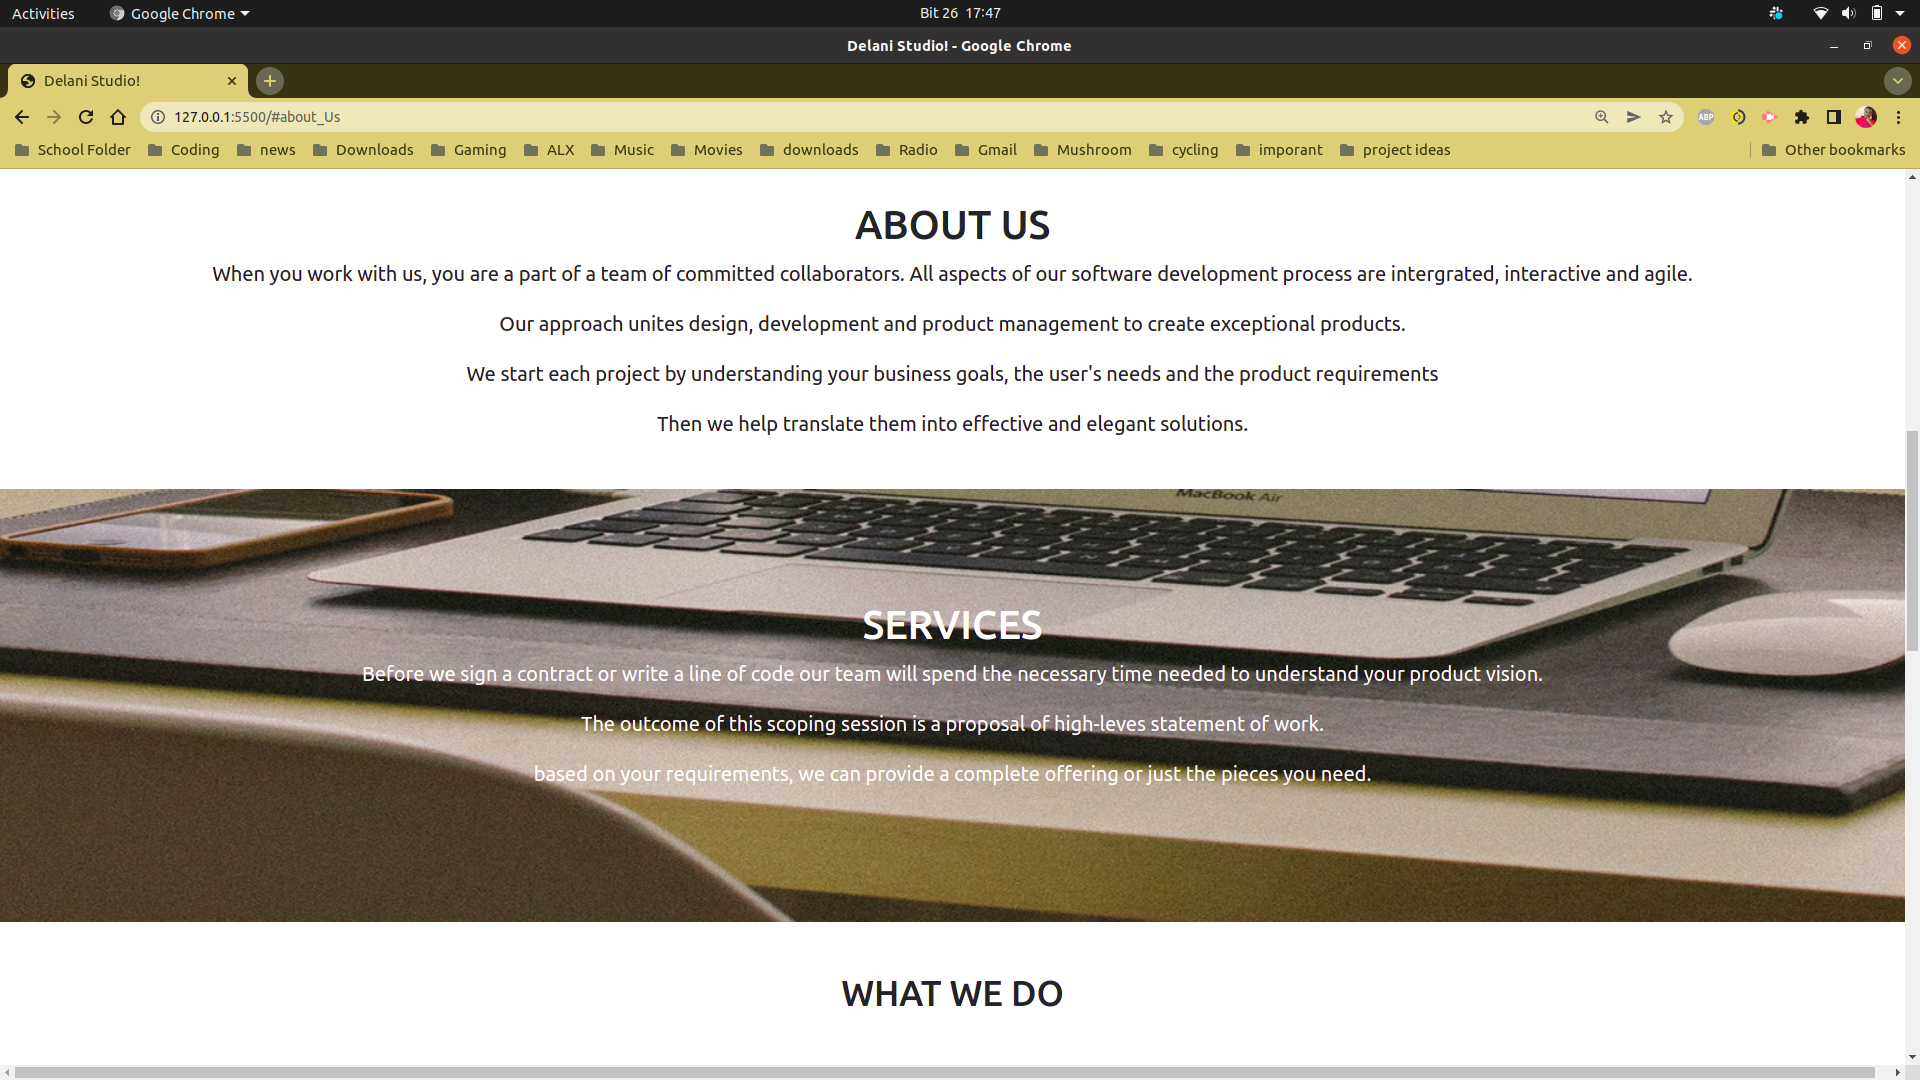 Activities
Google Chrome
Bit 26 17:47
Delani Studio! - Google Chrome
Delani Studio!
127.0.0.1:5500/#about_Us
ABP
School Folder
Coding
news
Downloads
Gaming
ALX
Music
Movies
downloads
Radio
Gmail
Mushroom
cycling
imporant
project ideas
Other bookmarks
ABOUT US
When you work with us, you are a part of a team of committed collaborators. All aspects of our software development process are intergrated, interactive and agile.
Our approach unites design, development and product management to create exceptional products.
We start each project by understanding your business goals, the user's needs and the product requirements
Then we help translate them into effective and elegant solutions.
MacBook Air
SERVICES
Before we sign a contract or write a line of code our team will spend the necessary time needed to understand your product vision.
The outcome of this scoping session is a proposal of high-leves statement of work.
based on your requirements, we can provide a complete offering or just the pieces you need.
WHAT WE DO